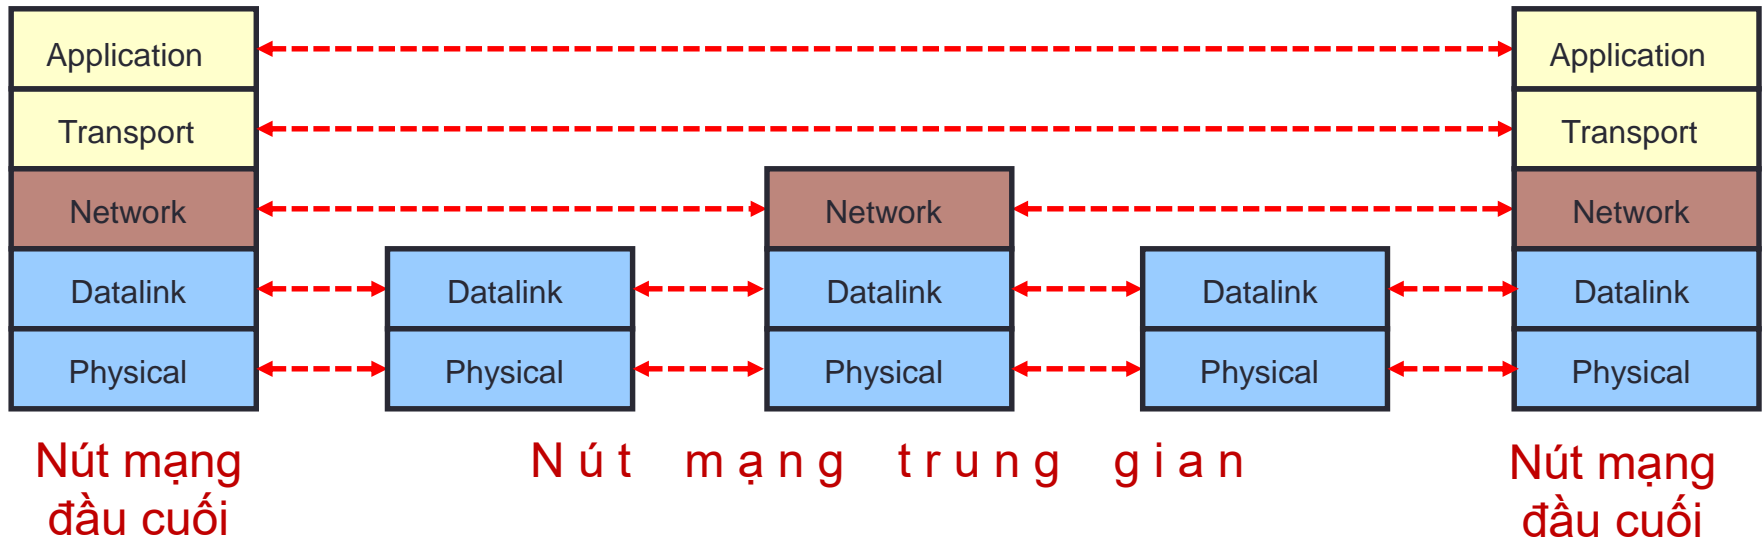 Application
Application
Transport
Transport
Network
Network
Network
Datalink
Datalink
Datalink
Datalink
Datalink
Physical
Physical
Physical
Physical
Physical
Nút mạng
đầu cuối
Nút mạng trung gian
Nút mạng
đầu cuối